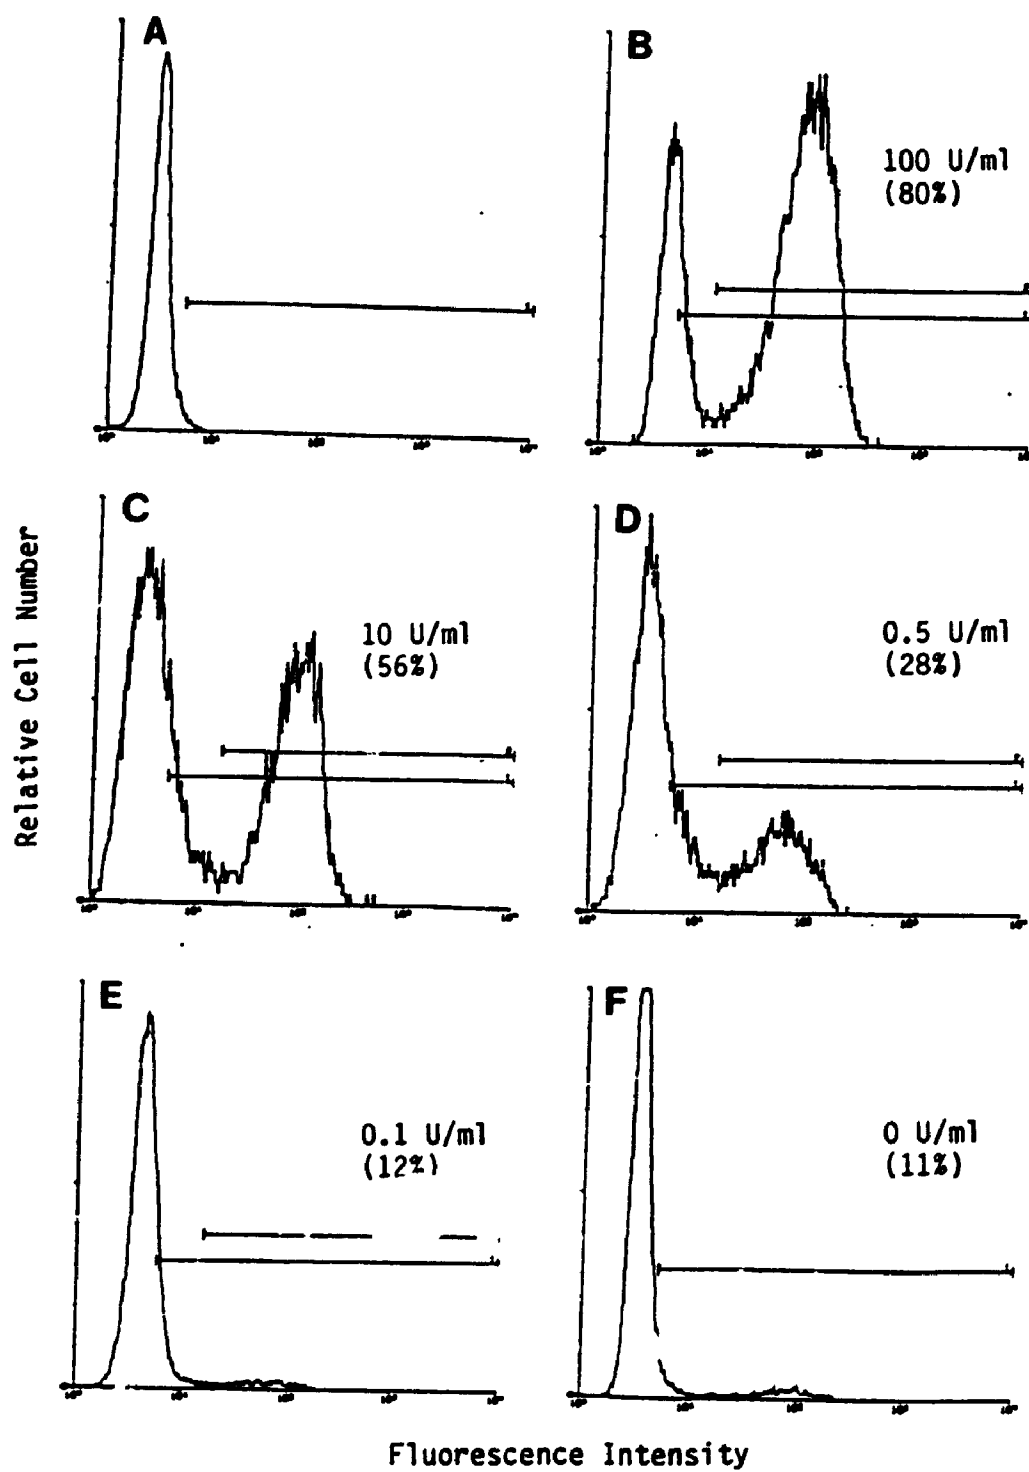 A
B
100 U/ml
(80%)
C
10 U/ml
(56%)
D
0.5 U/ml
(28%)
E
0.1 U/ml
(12%)
F
0 U/ml
(11%)
Relative Cell Number
Fluorescence Intensity